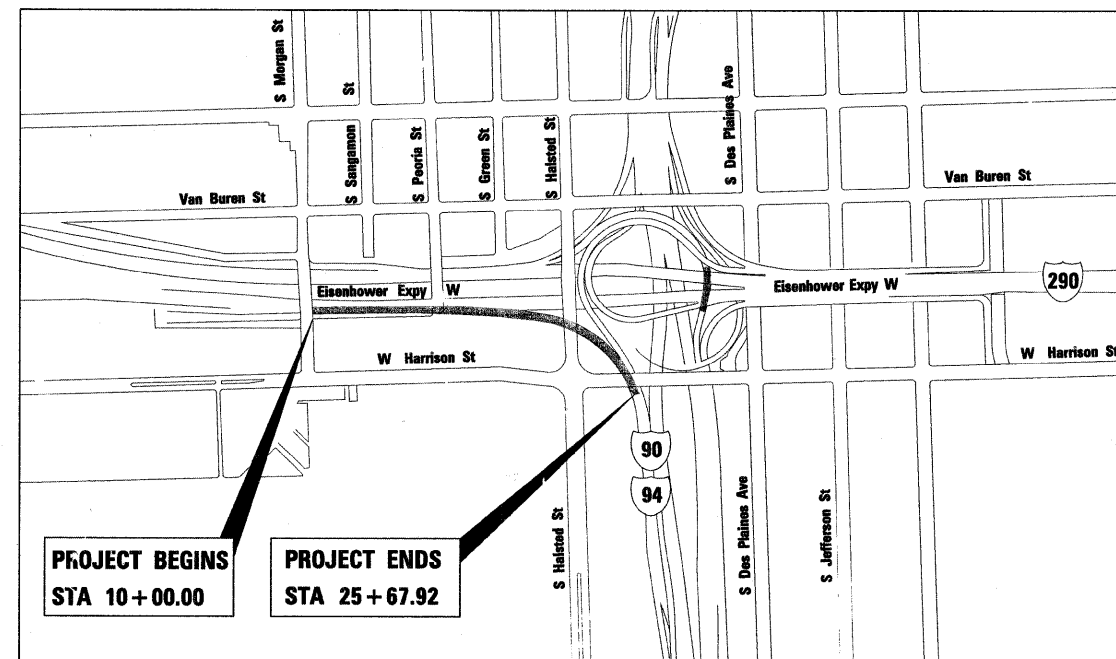 S Morgan St
St
S Sangamon
S Peoria St
S Green St
S Halsted St
S Des Plaines Ave
Van Buren St
Van Buren St
Eisenhower Expy W
Eisenhower Expy W
290
W Harrison St
W Harrison St
90
94
PROJECT BEGINS
STA 10+00.00
PROJECT ENDS
STA 25+67.92
S Halsted St
S Des Plaines Ave
S Jefferson St